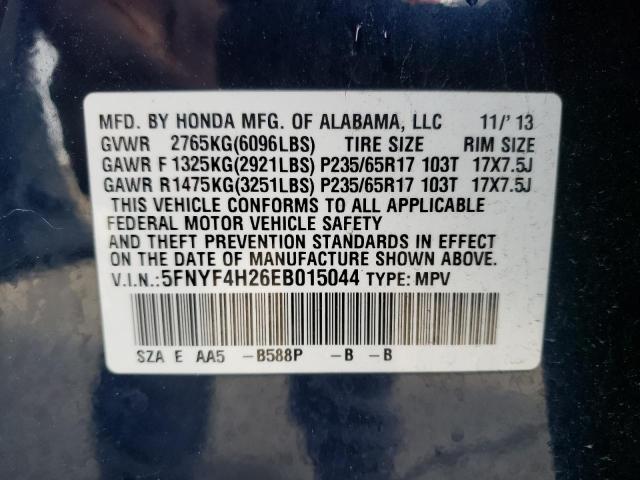 MFD. BY HONDA MFG. OF ALABAMA, LLC 11/'13
GVWR 2765KG(6096LBS) TIRE SIZE RIM SIZE
GAWR F 1325KG(2921LBS) P235/65R17 103T 17X7.5J
GAWR R1475KG(3251LBS) P235/65R17 103T 17X7.5J
THIS VEHICLE CONFORMS TO ALL APPLICABLE
FEDERAL MOTOR VEHICLE SAFETY
AND THEFT PREVENTION STANDARDS IN EFFECT
ON THE DATE OF MANUFACTURE SHOWN ABOVE.
V.I.N.:5FNYF4H26EB015044 TYPE: MPV
SZA E AA5 -B588P -B -B